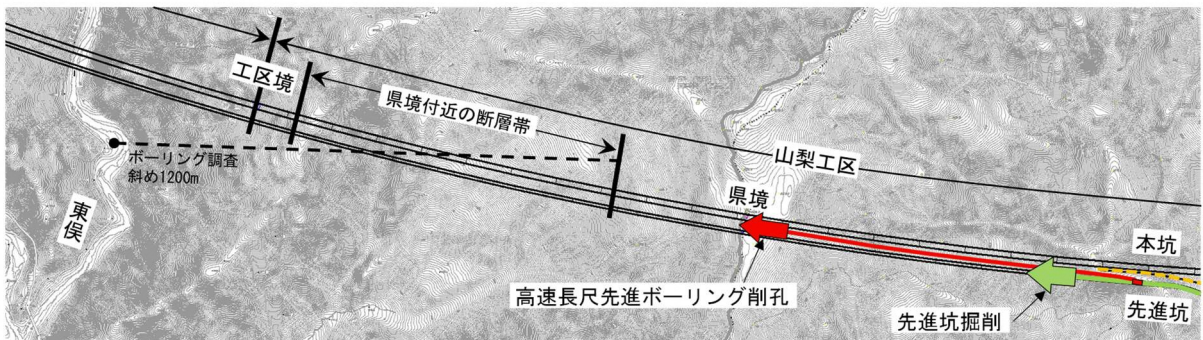 工区境
県境付近の断層帯
山梨工区
ボーリング調査
斜め1200m
東俣
県境
本坑
高速長尺先進ボーリング削孔
先進坑掘削
先進坑